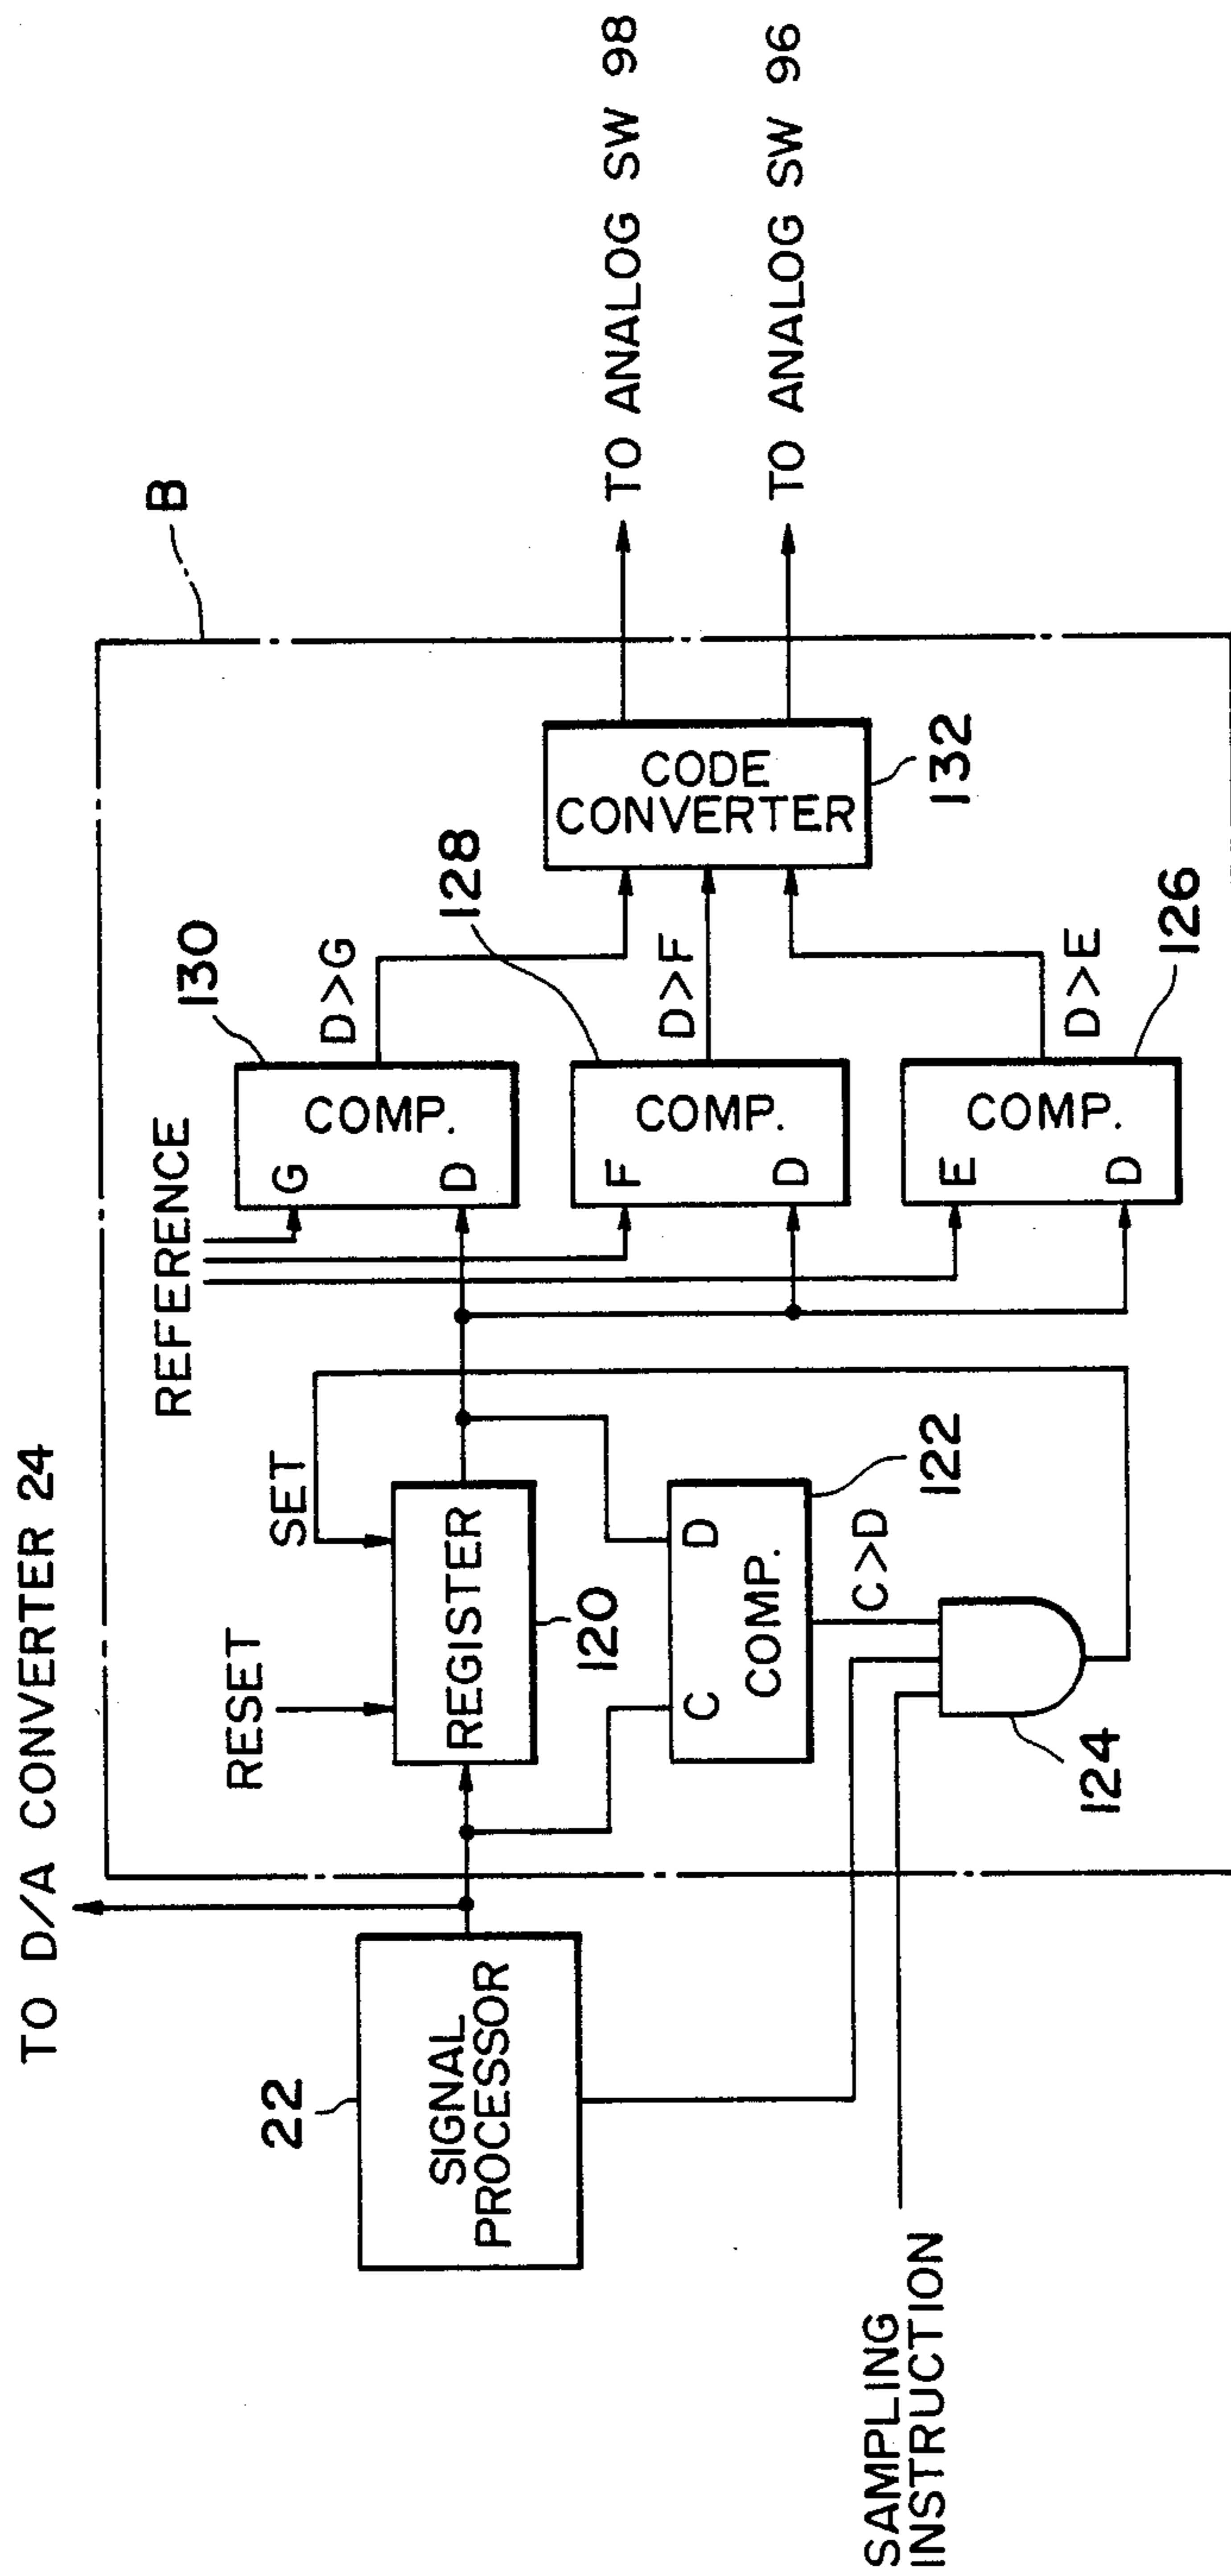 TO D/A CONVERTER 24
B
REFERENCE
130
D>G
COMP.
G
D
128
D>F
COMP.
F
D
D>E
126
COMP.
E
D
CODE
CONVERTER
132
TO ANALOG SW 98
TO ANALOG SW 96
RESET
SET
REGISTER
120
C
D
COMP.
122
C>D
124
22
SIGNAL
PROCESSOR
SAMPLING
INSTRUCTION